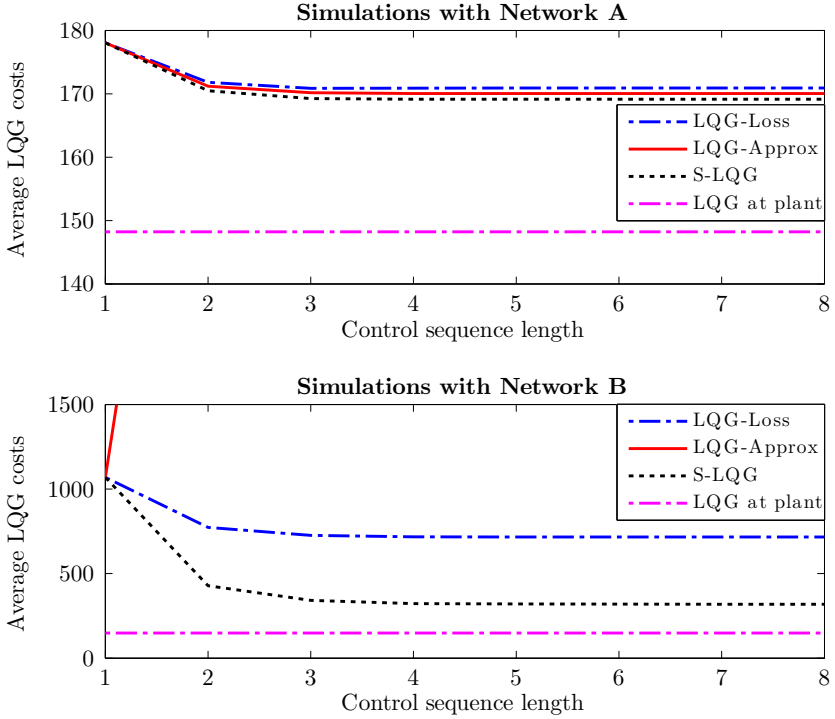 Simulations with Network A
Average LQG costs
180
170
160
150
140
LQG-Loss
LQG-Approx
S-LQG
LQG at plant
1 2 3 4 5 6 7 8
Control sequence length
Simulations with Network B
Average LQG costs
1500
1000
500
0
LQG-Loss
LQG-Approx
S-LQG
LQG at plant
1 2 3 4 5 6 7 8
Control sequence length